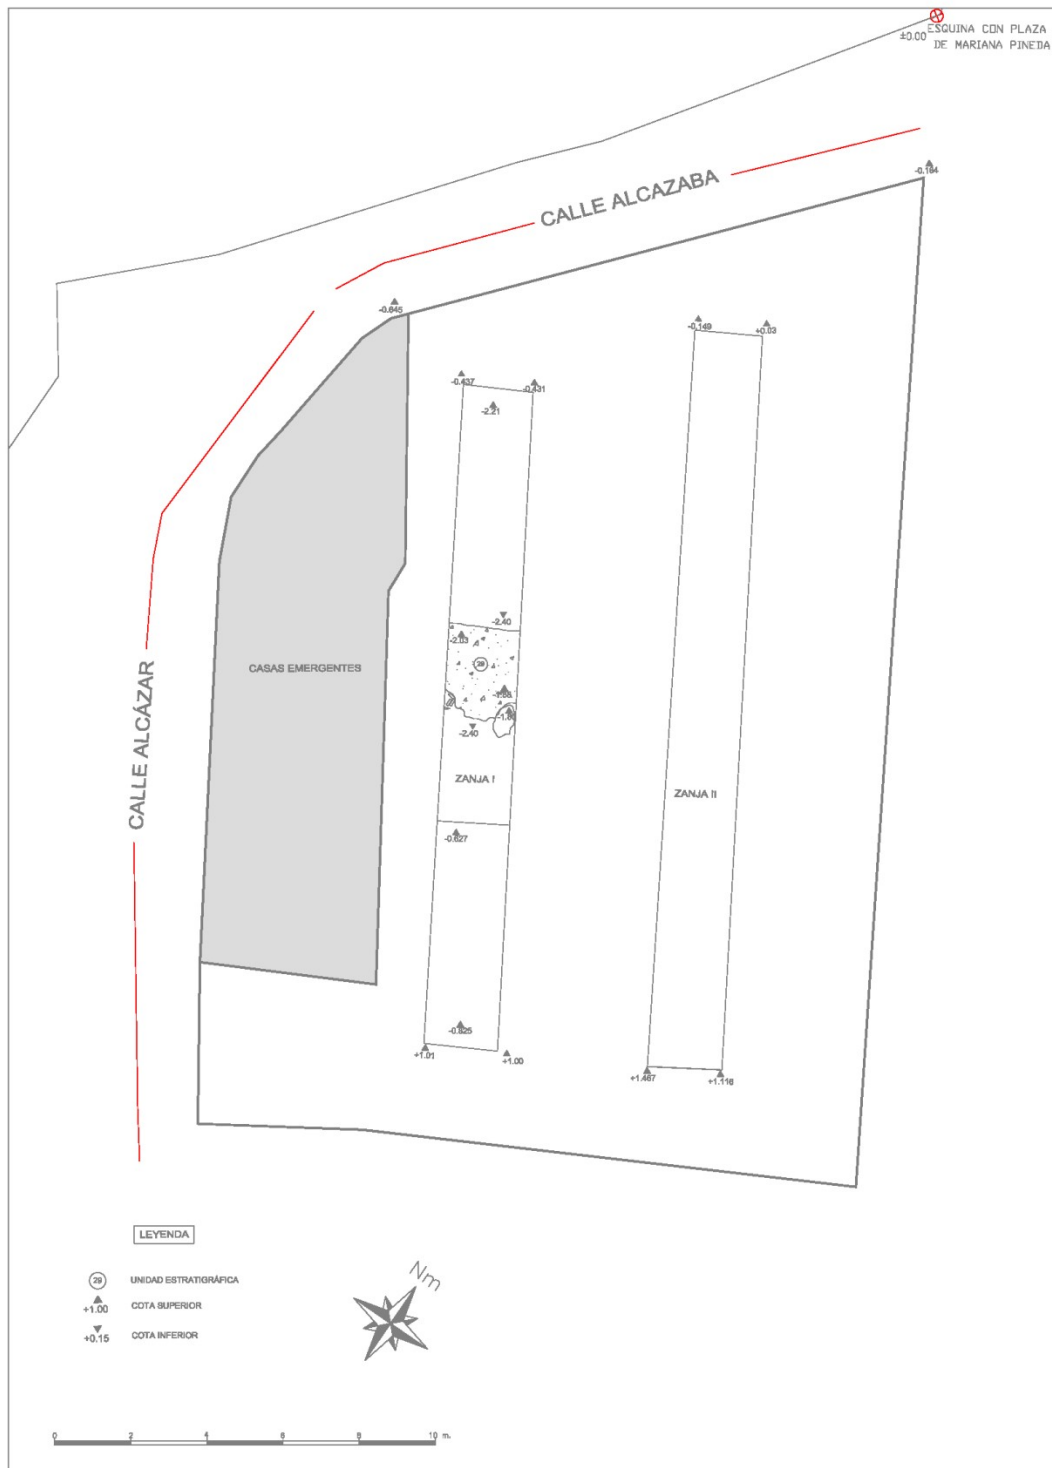 ESQUINA CON PLAZA
±0.00
DE MARIANA PINEDA
-0.184
CALLE ALCAZABA
-0.645
-0.149
+0.03
-0.437
-0.431
-2.21
-2.40
-2.03
29
CASAS EMERGENTES
-2.40
CALLE ALCÁZAR
ZANJA I
ZANJA II
-0.627
-0.825
+1.01
+1.00
+1.467
+1.116
LEYENDA
29 UNIDAD ESTRATIGRÁFICA
+1.00 COTA SUPERIOR
+0.15 COTA INFERIOR
Nm
0 2 4 6 8 10 m.